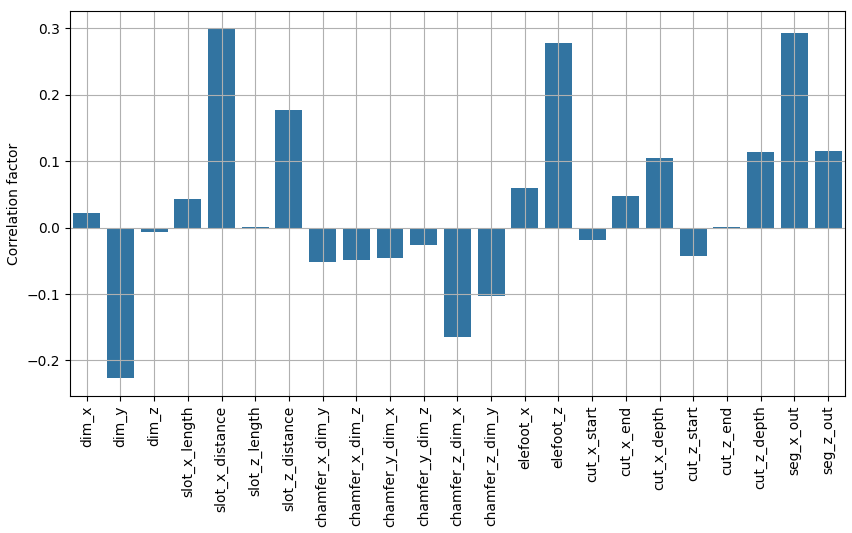 Correlation factor
0.3
0.2
0.1
0.0
−0.1
−0.2
dim_x
dim_y
dim_z
slot_x_length
slot_x_distance
slot_z_length
slot_z_distance
chamfer_x_dim_y
chamfer_x_dim_z
chamfer_y_dim_x
chamfer_y_dim_z
chamfer_z_dim_x
chamfer_z_dim_y
elefoot_x
elefoot_z
cut_x_start
cut_x_end
cut_x_depth
cut_z_start
cut_z_end
cut_z_depth
seg_x_out
seg_z_out